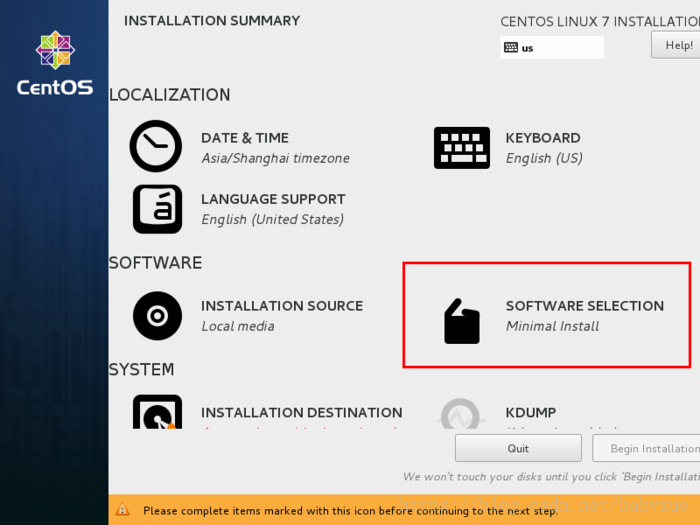 INSTALLATION SUMMARY
CENTOS LINUX 7 INSTALLATIO
us
Help!
CentOS
LOCALIZATION
DATE & TIME
Asia/Shanghai timezone
KEYBOARD
English (US)
LANGUAGE SUPPORT
English (United States)
SOFTWARE
INSTALLATION SOURCE
Local media
SOFTWARE SELECTION
Minimal Install
SYSTEM
INSTALLATION DESTINATION
KDUMP
Quit
Begin Installation
We won't touch your disks until you click 'Begin Installati
Please complete items marked with this icon before continuing to the next step.